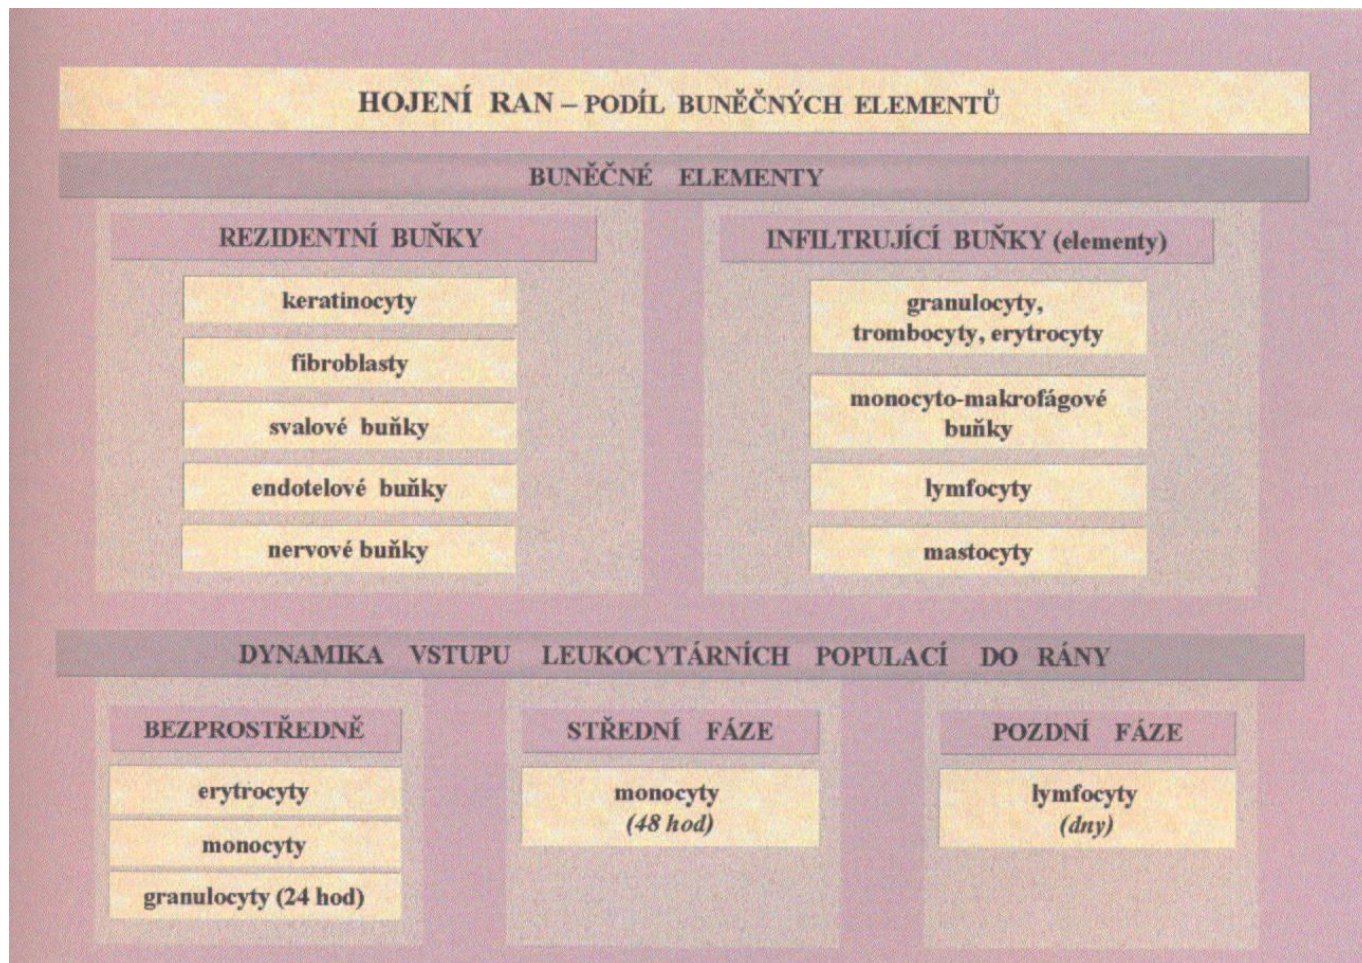 HOJENÍ RAN – PODÍL BUNĚČNÝCH ELEMENTŮ
BUNĚČNÉ ELEMENTY
REZIDENTNÍ BUŇKY
keratinocyty
fibroblasty
svalové buňky
endotelové buňky
nervové buňky
INFILTRUJÍCÍ BUŇKY (elementy)
granulocyty,
trombocyty, erytrocyty
monocyto-makrofágové
buňky
lymfocyty
mastocyty
DYNAMIKA VSTUPU LEUKOCYTÁRNÍCH POPULACÍ DO RÁNY
BEZPROSTŘEDNĚ
erytrocyty
monocyty
granulocyty (24 hod)
STŘEDNÍ FÁZE
monocyty
(48 hod)
POZDNÍ FÁZE
lymfocyty
(dny)